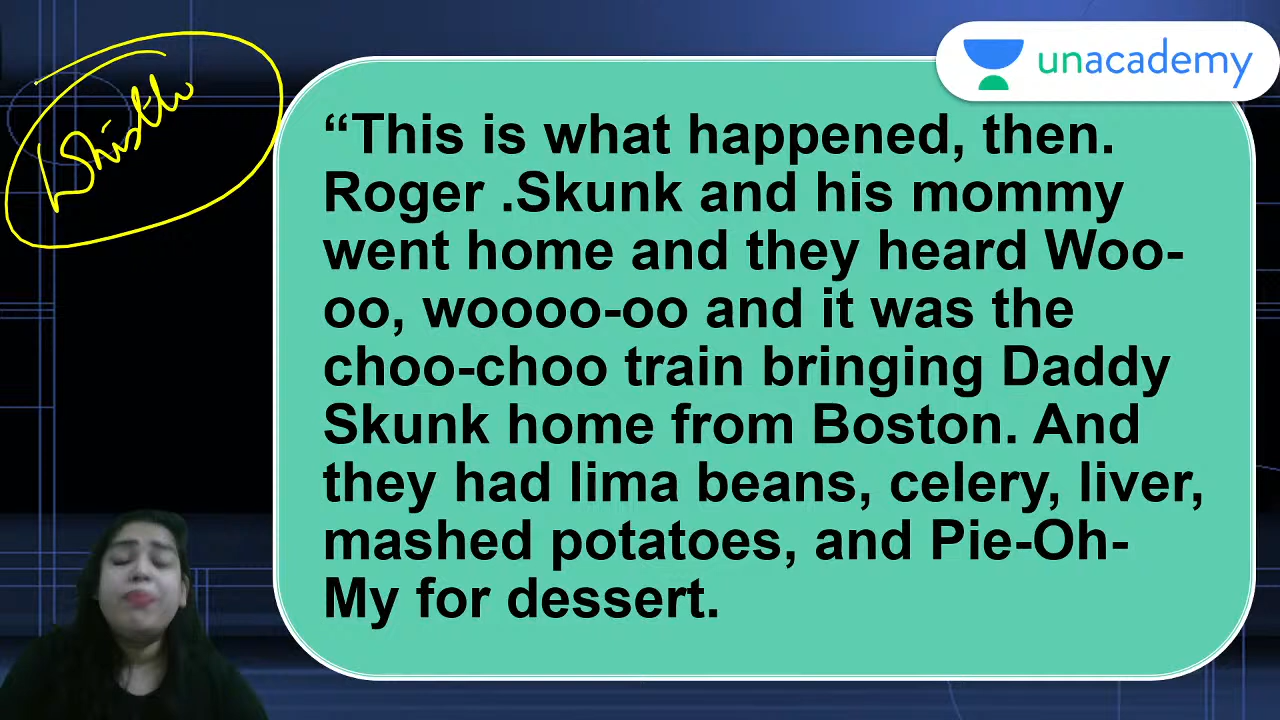 unacademy
“This is what happened, then.
Roger .Skunk and his mommy
went home and they heard Woo-
oo, woooo-oo and it was the
choo-choo train bringing Daddy
Skunk home from Boston. And
they had lima beans, celery, liver,
mashed potatoes, and Pie-Oh-
My for dessert.